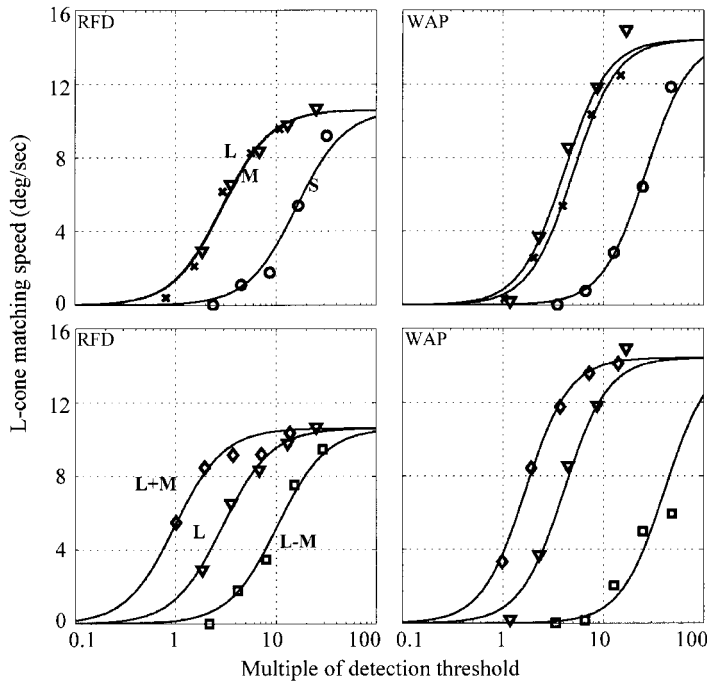 16
RFD
12
L
M
8
S
4
0
WAP
16
RFD
12
L+M
8
L
L-M
4
0
0.1
1
10
100
WAP
0.1
1
10
100
L-cone matching speed (deg/sec)
Multiple of detection threshold